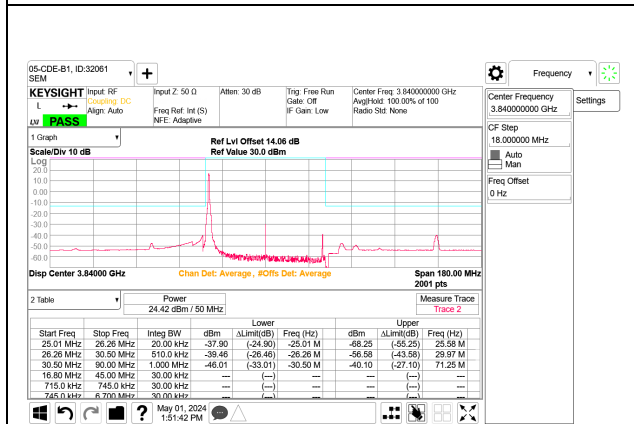 05-CDE-B1, ID:32061
SEM
Frequency
KEYSIGHT
L
LXI
PASS
Input: RF
Coupling: DC
Align: Auto
Input Z: 50 Ω
Freq Ref: Int (S)
NFE: Adaptive
Atten: 30 dB
Trig: Free Run
Gate: Off
IF Gain: Low
Center Freq: 3.840000000 GHz
Avg|Hold: 100.00% of 100
Radio Std: None
Center Frequency
3.840000000 GHz
Settings
CF Step
18.000000 MHz
Auto
Man
Freq Offset
0 Hz
1 Graph
Scale/Div 10 dB
Ref Lvl Offset 14.06 dB
Ref Value 30.0 dBm
Log
20.0
10.0
0.00
-10.0
-20.0
-30.0
-40.0
-50.0
-60.0
Disp Center 3.84000 GHz
Chan Det: Average, #Offs Det: Average
Span 180.00 MHz
2001 pts
2 Table
Power
24.42 dBm / 50 MHz
Measure Trace
Trace 2
Lower Upper
Start Freq Stop Freq Integ BW dBm ΔLimit(dB) Freq (Hz) dBm ΔLimit(dB) Freq (Hz)
25.01 MHz 26.26 MHz 20.00 kHz -37.90 (-24.90) -25.01 M -68.25 (-55.25) 25.58 M
26.26 MHz 30.50 MHz 510.0 kHz -39.46 (-26.46) -26.26 M -56.58 (-43.58) 29.97 M
30.50 MHz 90.00 MHz 1.000 MHz -46.01 (-33.01) -30.50 M -40.10 (-27.10) 71.25 M
16.80 MHz 45.00 MHz 30.00 kHz --- (---) --- --- (---) ---
715.0 kHz 745.0 kHz 30.00 kHz --- (---) --- --- (---) ---
745.0 kHz 6.700 MHz 30.00 kHz --- (---) --- --- (---) ---
?
May 01, 2024
1:51:42 PM